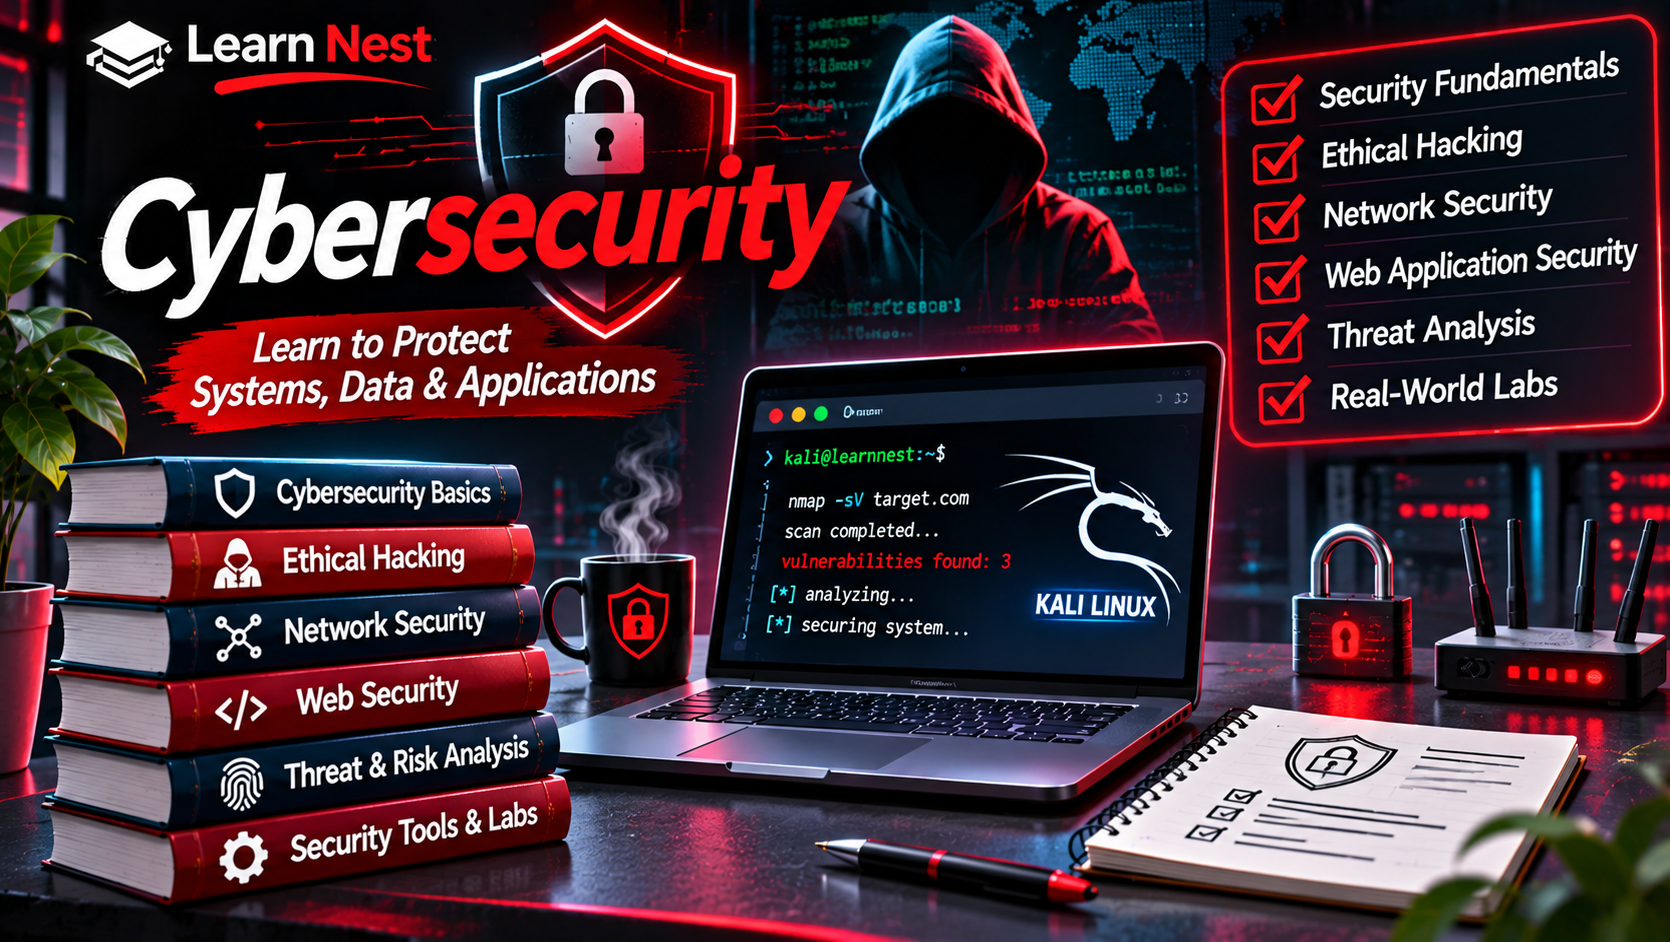 Learn Nest
Cybersecurity
Learn to Protect
Systems, Data & Applications
Security Fundamentals
Ethical Hacking
Network Security
Web Application Security
Threat Analysis
Real-World Labs
Cybersecurity Basics
Ethical Hacking
Network Security
</> Web Security
Threat & Risk Analysis
Security Tools & Labs
❯ kali@learnnest:~$
nmap -sV target.com
scan completed...
vulnerabilities found: 3
[*] analyzing...
[*] securing system...
KALI LINUX